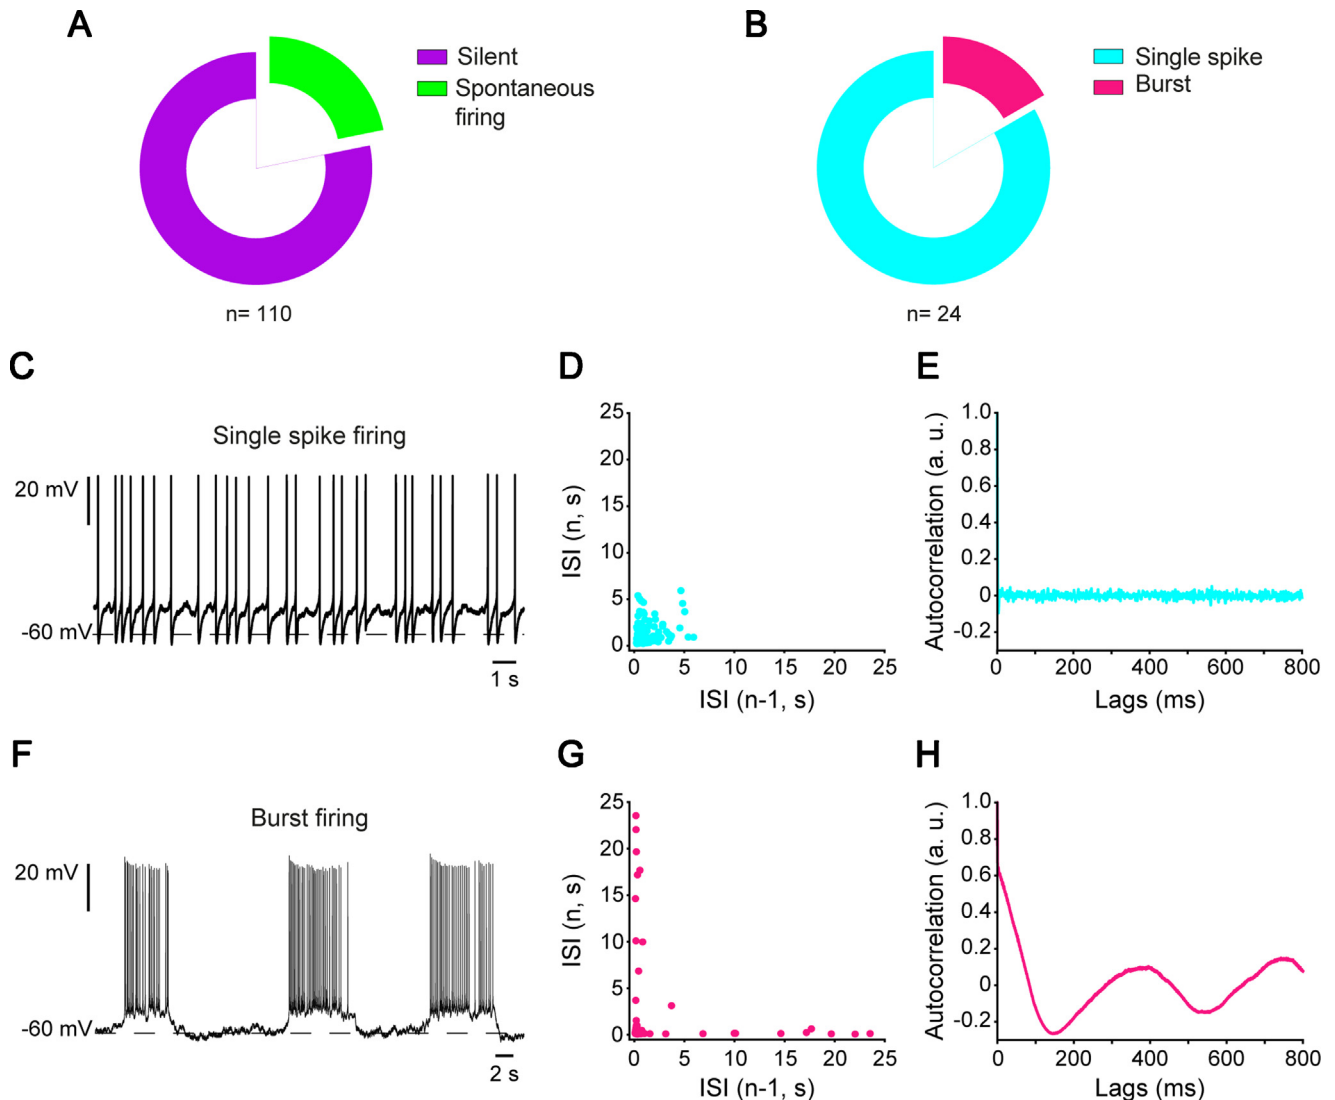 A
Silent
Spontaneous
firing
n= 110
B
Single spike
Burst
n= 24
C
Single spike firing
20 mV
-60 mV
1 s
D
ISI (n, s)
25
20
15
10
5
0
0 5 10 15 20 25
ISI (n-1, s)
E
Autocorrelation (a. u.)
1.0
0.8
0.6
0.4
0.2
0
-0.2
0 200 400 600 800
Lags (ms)
F
Burst firing
20 mV
-60 mV
2 s
G
ISI (n, s)
25
20
15
10
5
0
0 5 10 15 20 25
ISI (n-1, s)
H
Autocorrelation (a. u.)
1.0
0.8
0.6
0.4
0.2
0
-0.2
0 200 400 600 800
Lags (ms)